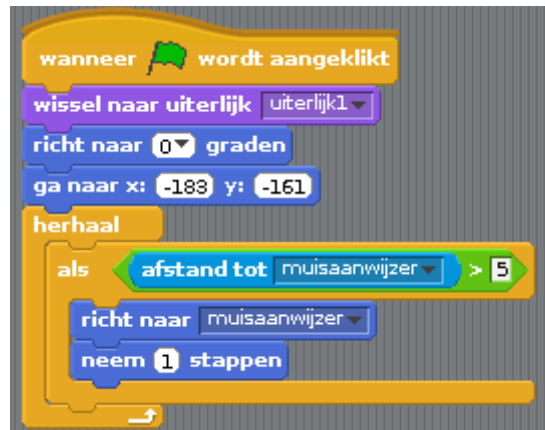 wanneer wordt aangeklikt
wissel naar uiterlijk uiterlijk1
richt naar 0 graden
ga naar x: -183 y: -161
herhaal
als afstand tot muisaanwijzer > 5
richt naar muisaanwijzer
neem 1 stappen